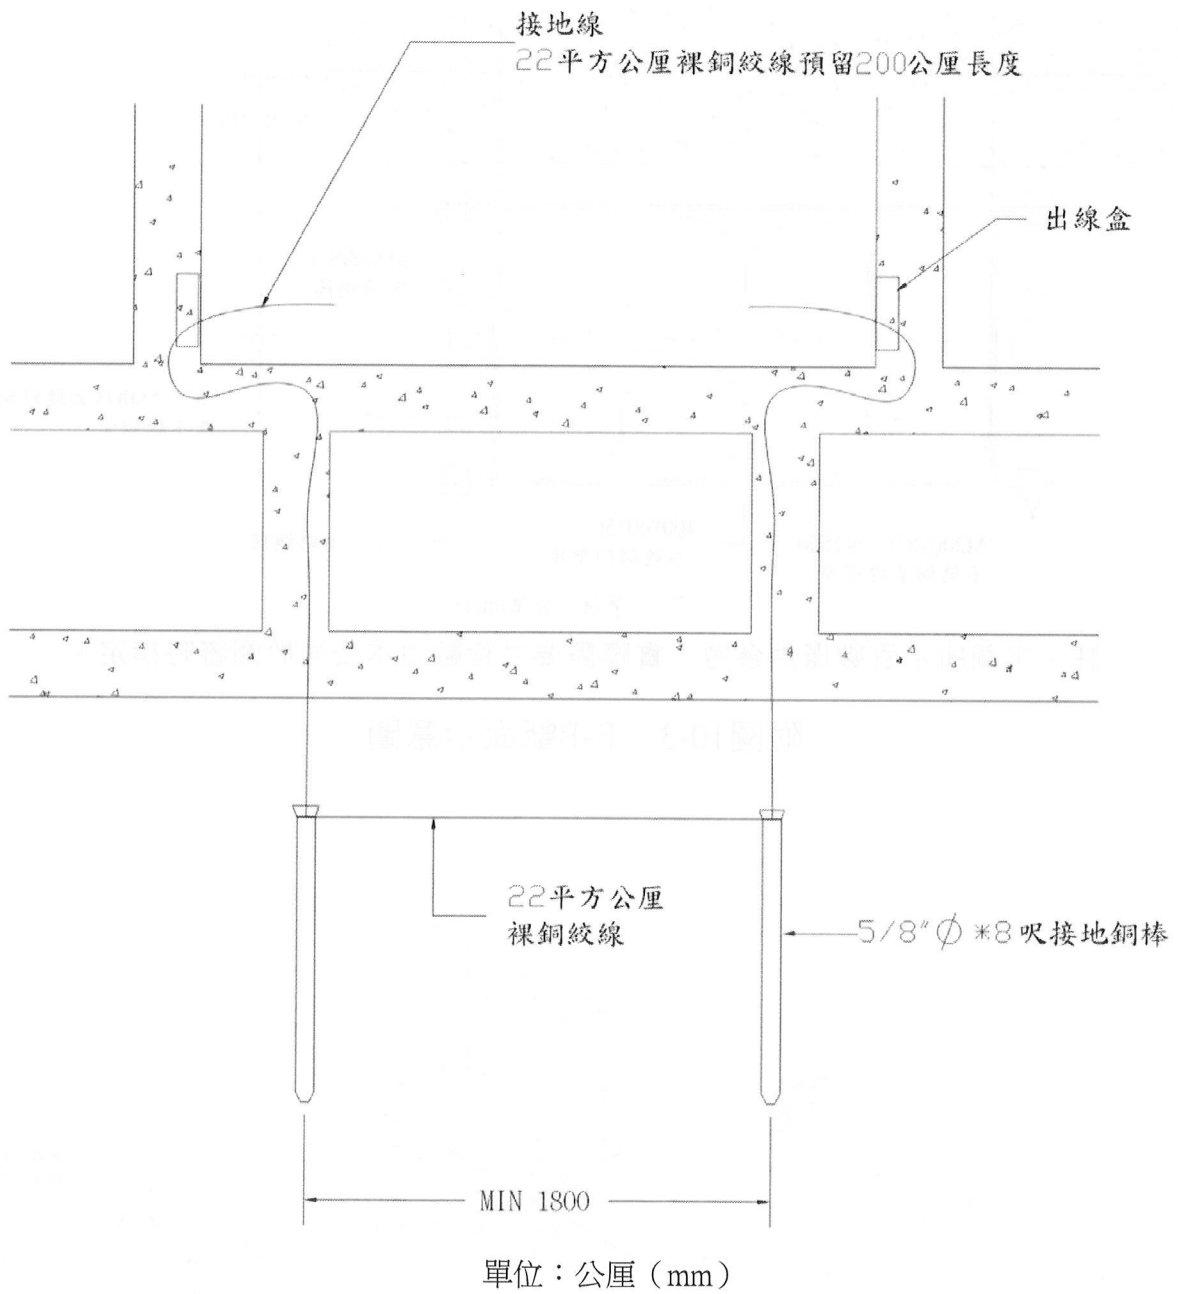 接地線
22平方公厘裸銅絞線預留200公厘長度
出線盒
22平方公厘
裸銅絞線
5/8"∅ *8呎接地銅棒
MIN 1800
單位：公厘（mm）